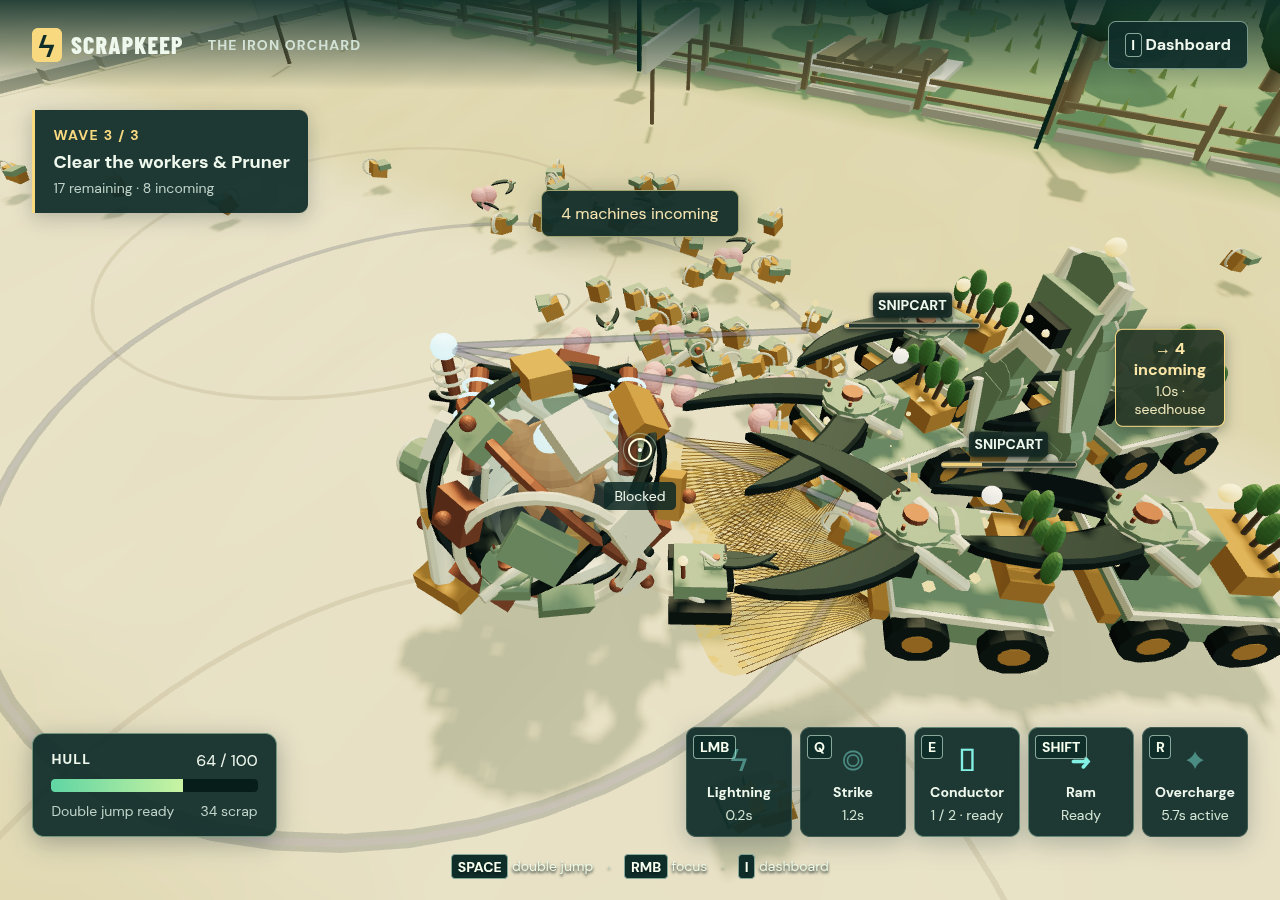 SCRAPKEEP
THE IRON ORCHARD
I Dashboard
WAVE 3 / 3
Clear the workers & Pruner
17 remaining · 8 incoming
4 machines incoming
SNIPCART
→ 4
incoming
1.0s ·
seedhouse
SNIPCART
Blocked
HULL 64 / 100
Double jump ready 34 scrap
LMB
Lightning
0.2s
Q
Strike
1.2s
E
Conductor
1 / 2 · ready
SHIFT
Ram
Ready
R
Overcharge
5.7s active
SPACE double jump · RMB focus · I dashboard